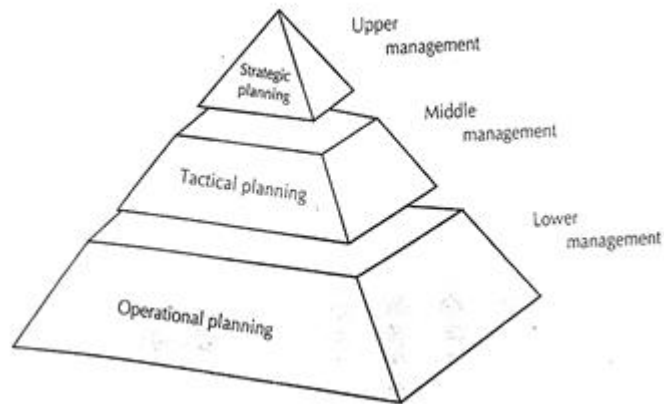 Upper
management
Strategic
planning
Middle
management
Tactical planning
Lower
management
Operational planning